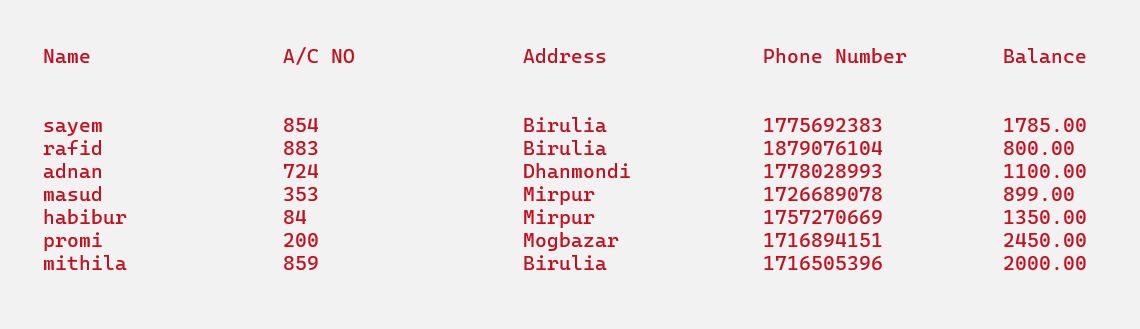 Name A/C NO Address Phone Number Balance
sayem 854 Birulia 1775692383 1785.00
rafid 883 Birulia 1879076104 800.00
adnan 724 Dhanmondi 1778028993 1100.00
masud 353 Mirpur 1726689078 899.00
habibur 84 Mirpur 1757270669 1350.00
promi 200 Mogbazar 1716894151 2450.00
mithila 859 Birulia 1716505396 2000.00